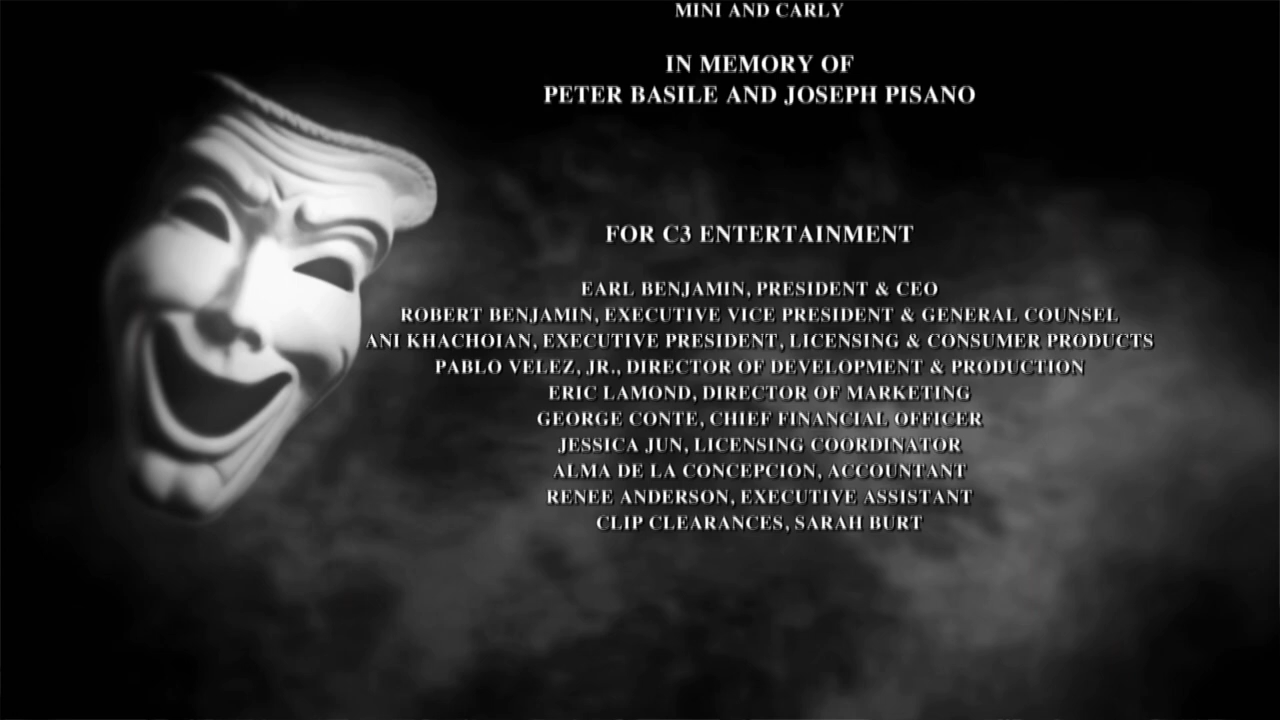 MINI AND CARLY
IN MEMORY OF
PETER BASILE AND JOSEPH PISANO
FOR C3 ENTERTAINMENT
EARL BENJAMIN, PRESIDENT & CEO
ROBERT BENJAMIN, EXECUTIVE VICE PRESIDENT & GENERAL COUNSEL
ANI KHACHOIAN, EXECUTIVE PRESIDENT, LICENSING & CONSUMER PRODUCTS
PABLO VELEZ, JR., DIRECTOR OF DEVELOPMENT & PRODUCTION
ERIC LAMOND, DIRECTOR OF MARKETING
GEORGE CONTE, CHIEF FINANCIAL OFFICER
JESSICA JUN, LICENSING COORDINATOR
ALMA DE LA CONCEPCION, ACCOUNTANT
RENEE ANDERSON, EXECUTIVE ASSISTANT
CLIP CLEARANCES, SARAH BURT